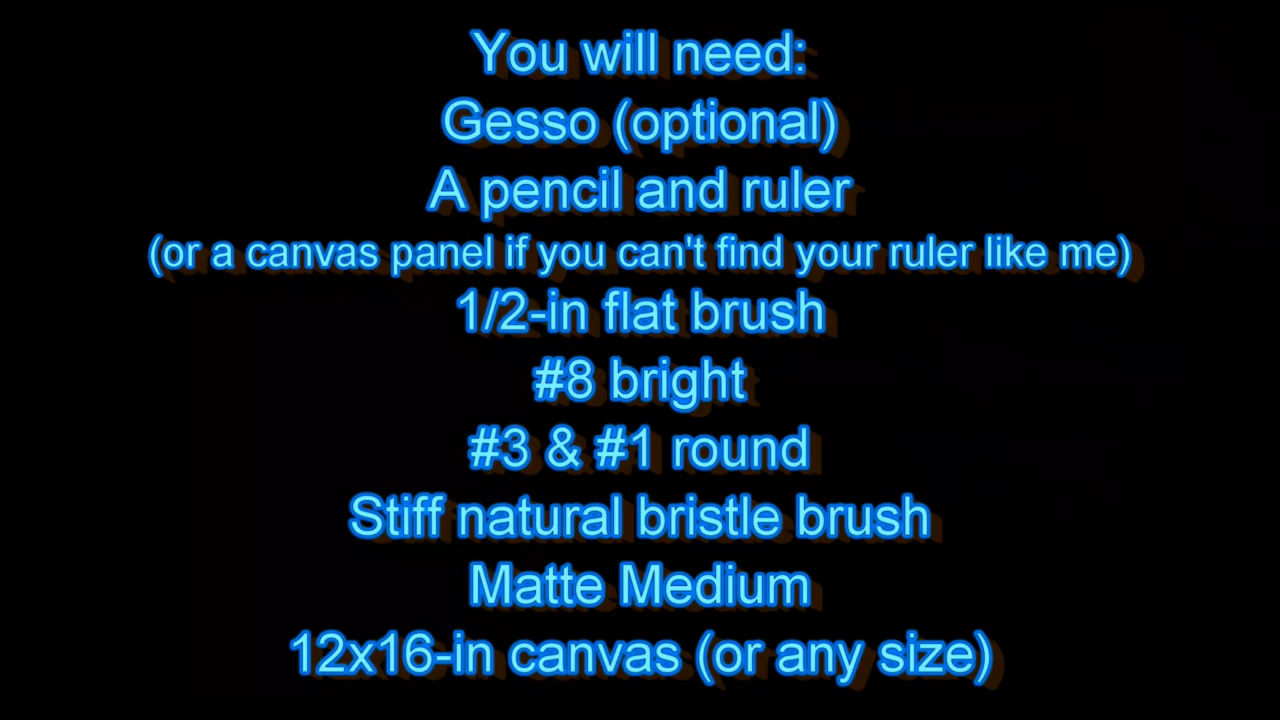 You will need:
Gesso (optional)
A pencil and ruler
(or a canvas panel if you can't find your ruler like me)
1/2-in flat brush
#8 bright
#3 & #1 round
Stiff natural bristle brush
Matte Medium
12x16-in canvas (or any size)